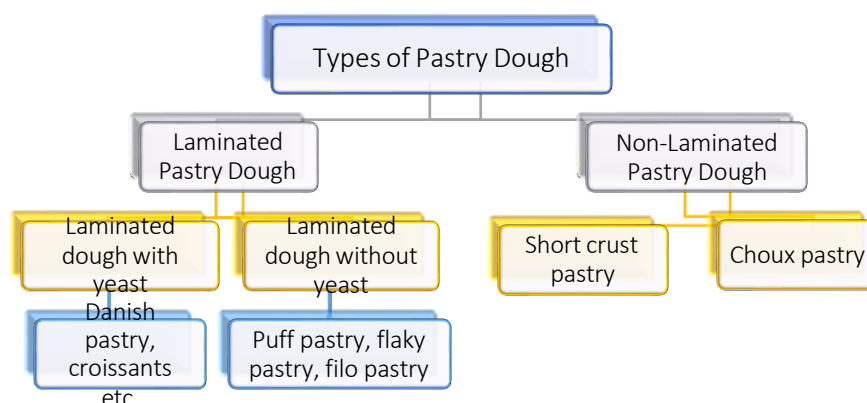 Types of Pastry Dough
Laminated
Pastry Dough
Non-Laminated
Pastry Dough
Laminated
dough with
yeast
Laminated
dough without
yeast
Short crust
pastry
Choux pastry
Danish
pastry,
croissants
etc
Puff pastry, flaky
pastry, filo pastry